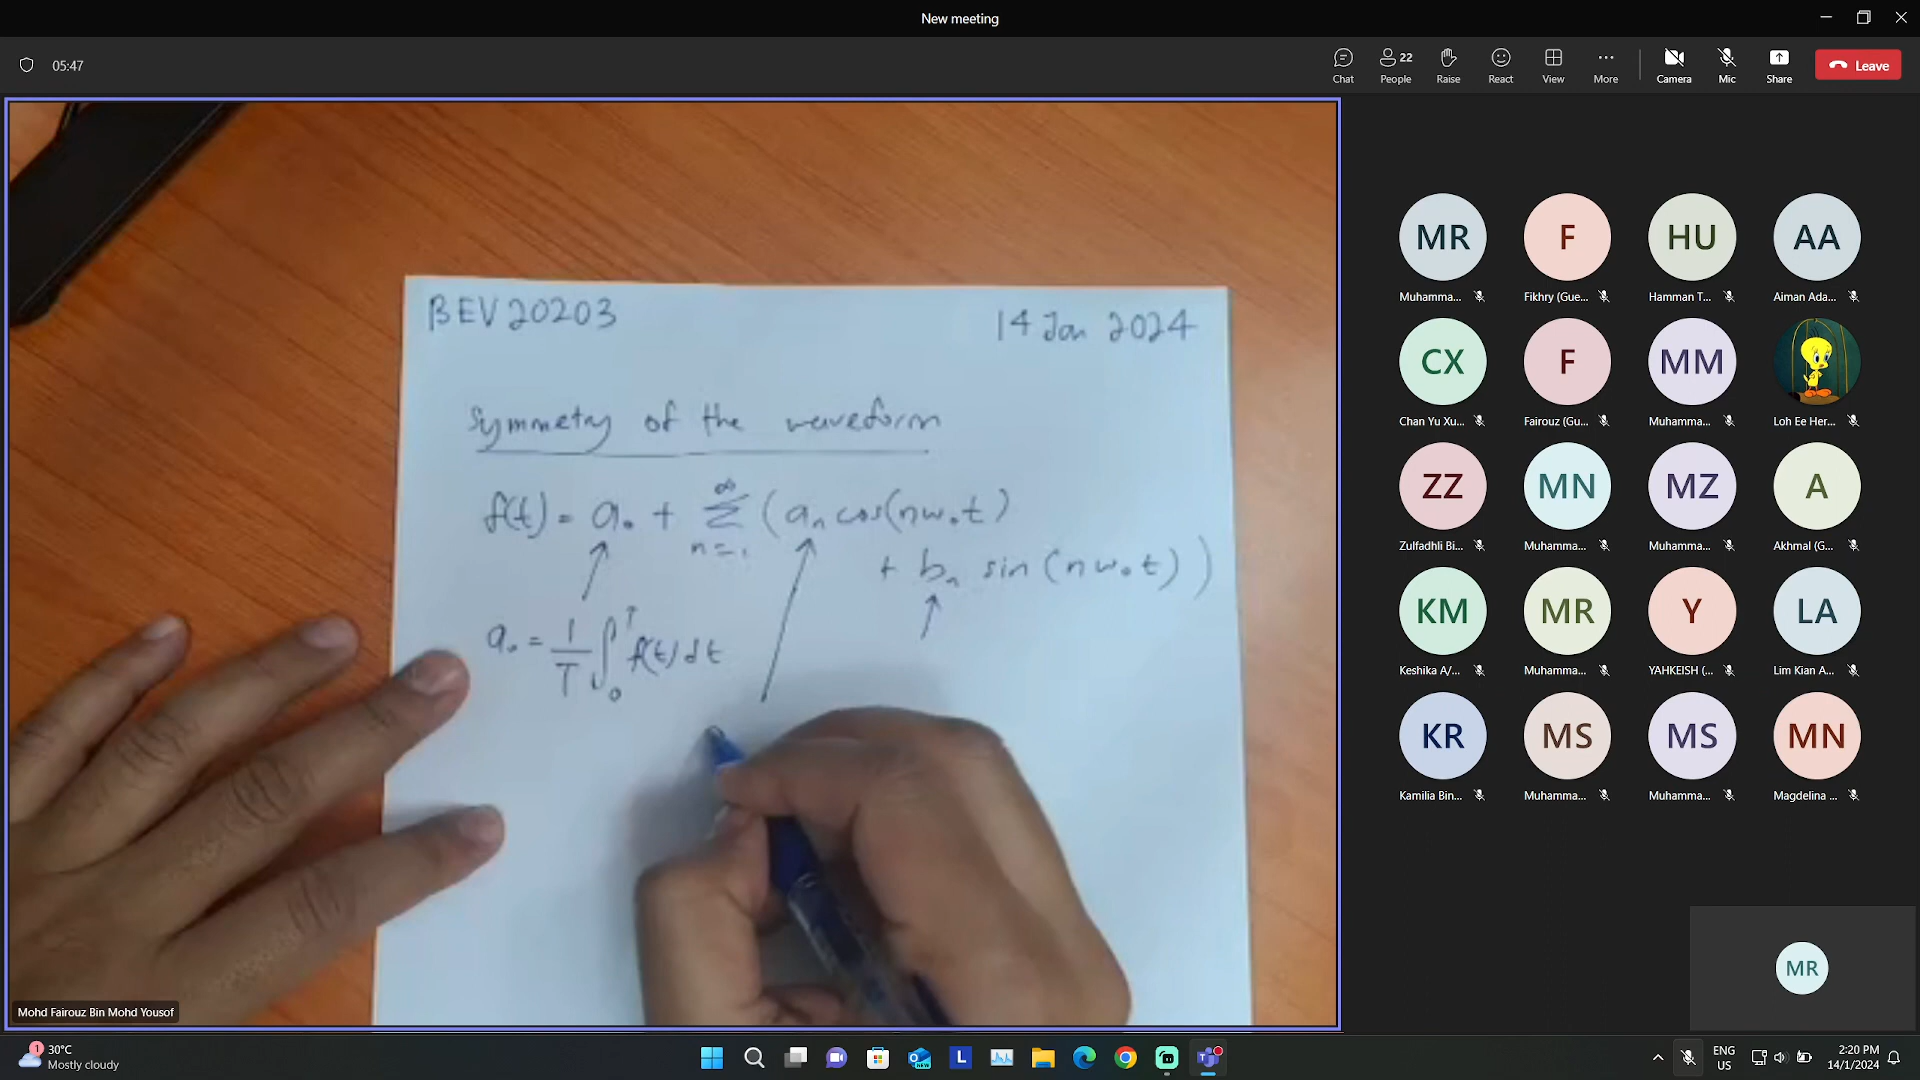 New meeting
05:47
Chat
22
People
Raise
React
View
More
Camera
Mic
Share
Leave
BEV 20203
14 Jan 2024
Symmetry of the waveform
f(t) = a₀ + ∞ Σ n=1 (aₙ cos(nω₀t)
+ bₙ sin(nω₀t))
a₀ = 1/T ∫₀ᵀ f(t) dt
Mohd Fairouz Bin Mohd Yousof
MR F HU AA
Muhamma... Fikhry (Gue... Hamman T... Aiman Ada...
CX F MM
Chan Yu Xu... Fairouz (Gu... Muhamma... Loh Ee Her...
ZZ MN MZ A
Zulfadhli Bi... Muhamma... Muhamma... Akhmal (G...
KM MR Y LA
Keshika A/... Muhamma... YAHKEISH (... Lim Kian A...
KR MS MS MN
Kamilia Bin... Muhamma... Muhamma... Magdelina ...
MR
1
30°C
Mostly cloudy
NEW
L
ENG
US
2:20 PM
14/1/2024